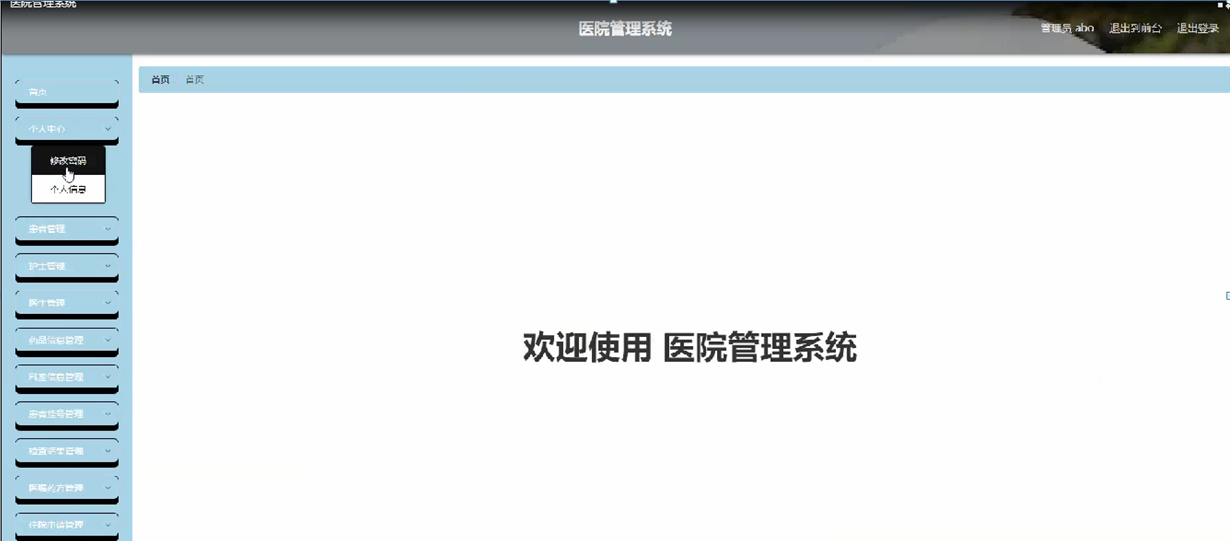 医院管理系统
医院管理系统
管理员 abo 退出到前台 退出登录
首页 首页
首页
个人中心
修改密码
个人信息
患者管理
护士管理
医生管理
药品信息管理
科室信息管理
患者挂号管理
检查结果管理
医嘱药方管理
住院申请管理
欢迎使用 医院管理系统